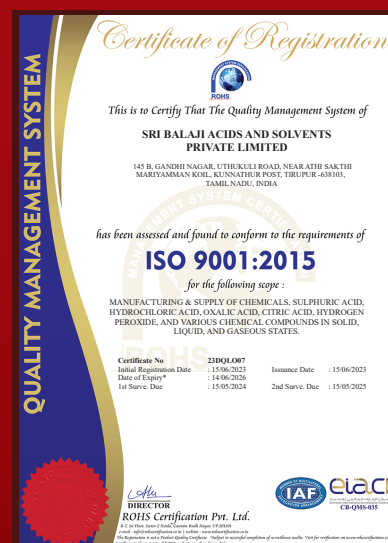 Certificate of Registration
ROHS
This is to Certify That The Quality Management System of
SRI BALAJI ACIDS AND SOLVENTS
PRIVATE LIMITED
145 B, GANDHI NAGAR, UTHUKULI ROAD, NEAR ATHI SAKTHI
MARIYAMMAN KOIL, KUNNATHUR POST, TIRUPUR -638103,
TAMIL NADU, INDIA
has been assessed and found to conform to the requirements of
ISO 9001:2015
for the following scope :
MANUFACTURING & SUPPLY OF CHEMICALS, SULPHURIC ACID,
HYDROCHLORIC ACID, OXALIC ACID, CITRIC ACID, HYDROGEN
PEROXIDE, AND VARIOUS CHEMICAL COMPOUNDS IN SOLID,
LIQUID, AND GASEOUS STATES.
Certificate No 23DQLO07
Initial Registration Date : 15/06/2023 Issuance Date : 15/06/2023
Date of Expiry* : 14/06/2026
1st Surve. Due : 15/05/2024 2nd Surve. Due : 15/05/2025
QUALITY MANAGEMENT SYSTEM
ROHS
DIRECTOR
ROHS Certification Pvt. Ltd.
IAF
eiac
CB-QMS-035